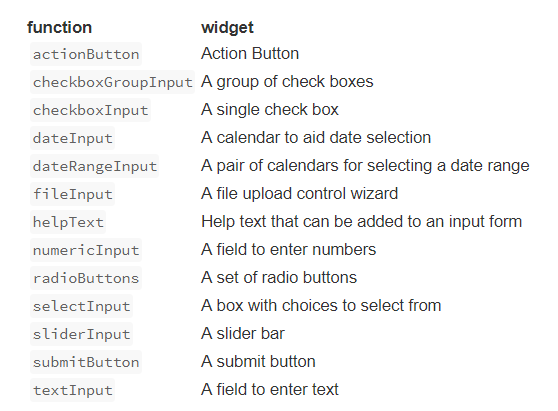 function widget
actionButton Action Button
checkboxGroupInput A group of check boxes
checkboxInput A single check box
dateInput A calendar to aid date selection
dateRangeInput A pair of calendars for selecting a date range
fileInput A file upload control wizard
helpText Help text that can be added to an input form
numericInput A field to enter numbers
radioButtons A set of radio buttons
selectInput A box with choices to select from
sliderInput A slider bar
submitButton A submit button
textInput A field to enter text